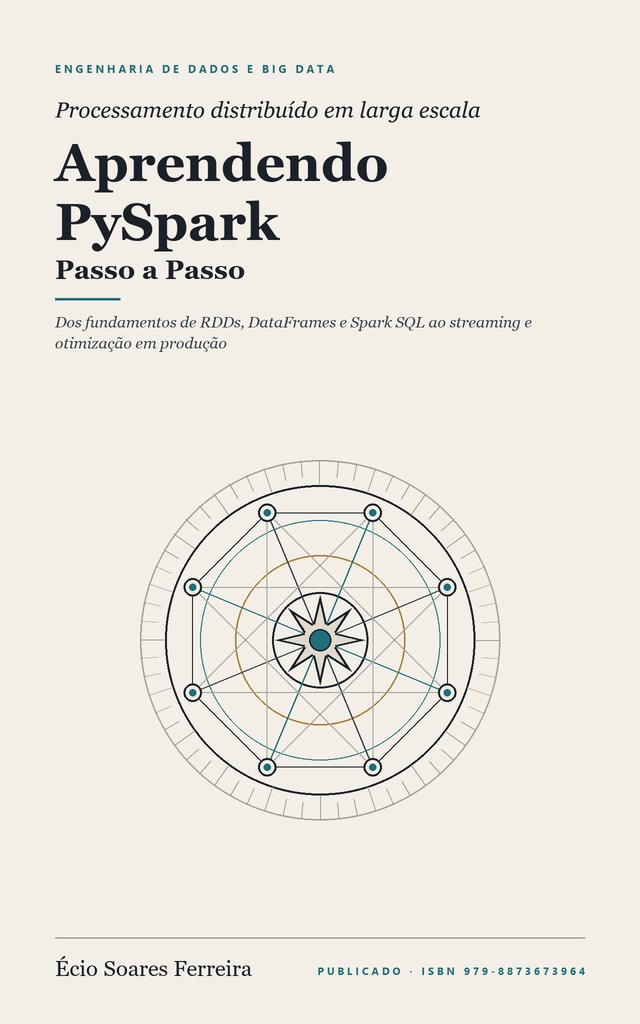 ENGENHARIA DE DADOS E BIG DATA
Processamento distribuído em larga escala
Aprendendo
PySpark
Passo a Passo
Dos fundamentos de RDDs, DataFrames e Spark SQL ao streaming e
otimização em produção
Écio Soares Ferreira
PUBLICADO · ISBN 979-8873673964